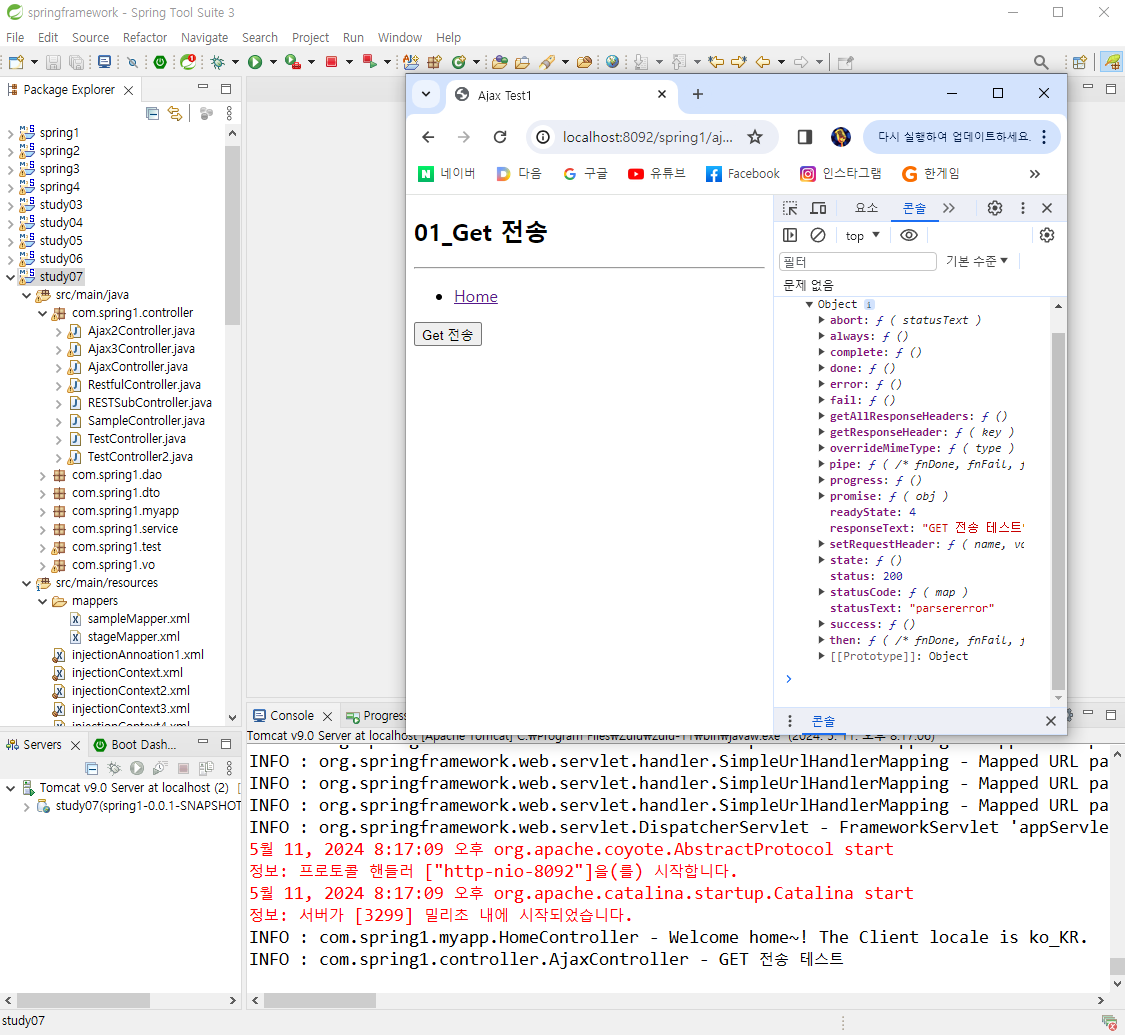 springframework - Spring Tool Suite 3
File Edit Source Refactor Navigate Search Project Run Window Help
Package Explorer
spring1
spring2
spring3
spring4
study03
study04
study05
study06
study07
src/main/java
com.spring1.controller
Ajax2Controller.java
Ajax3Controller.java
AjaxController.java
RestfulController.java
RESTSubController.java
SampleController.java
TestController.java
TestController2.java
com.spring1.dao
com.spring1.dto
com.spring1.myapp
com.spring1.service
com.spring1.test
com.spring1.vo
src/main/resources
mappers
sampleMapper.xml
stageMapper.xml
injectionAnnoation1.xml
injectionContext.xml
injectionContext2.xml
injectionContext3.xml
injectionContext4.xml
Servers Boot Dash...
Tomcat v9.0 Server at localhost (2) [
study07(spring1-0.0.1-SNAPSHOT
Ajax Test1
localhost:8092/spring1/aj...
다시 실행하여 업데이트하세요.
네이버 다음 구글 유튜브 Facebook 인스타그램 한게임
01_Get 전송
Home
Get 전송
요소 콘솔
top
필터 기본 수준
문제 없음
Object i
abort: ƒ ( statusText )
always: ƒ ()
complete: ƒ ()
done: ƒ ()
error: ƒ ()
fail: ƒ ()
getAllResponseHeaders: ƒ ()
getResponseHeader: ƒ ( key )
overrideMimeType: ƒ ( type )
pipe: ƒ ( /* fnDone, fnFail,
progress: ƒ ()
promise: ƒ ( obj )
readyState: 4
responseText: "GET 전송 테스트"
setRequestHeader: ƒ ( name,
state: ƒ ()
status: 200
statusCode: ƒ ( map )
statusText: "parsererror"
success: ƒ ()
then: ƒ ( /* fnDone, fnFail,
[[Prototype]]: Object
콘솔
Console Progress
Tomcat v9.0 Server at localhost [Apache Tomcat] C:\Program Files\Zulu\zulu-11\bin\javaw.exe (2024. 5. 11. 오후 8:17:06)
INFO : org.springframework.web.servlet.handler.SimpleUrlHandlerMapping - Mapped URL pa
INFO : org.springframework.web.servlet.handler.SimpleUrlHandlerMapping - Mapped URL pa
INFO : org.springframework.web.servlet.handler.SimpleUrlHandlerMapping - Mapped URL pa
INFO : org.springframework.web.servlet.DispatcherServlet - FrameworkServlet 'appServle
5월 11, 2024 8:17:09 오후 org.apache.coyote.AbstractProtocol start
정보: 프로토콜 핸들러 ["http-nio-8092"]을(를) 시작합니다.
5월 11, 2024 8:17:09 오후 org.apache.catalina.startup.Catalina start
정보: 서버가 [3299] 밀리초 내에 시작되었습니다.
INFO : com.spring1.myapp.HomeController - Welcome home~! The Client locale is ko_KR.
INFO : com.spring1.controller.AjaxController - GET 전송 테스트
study07